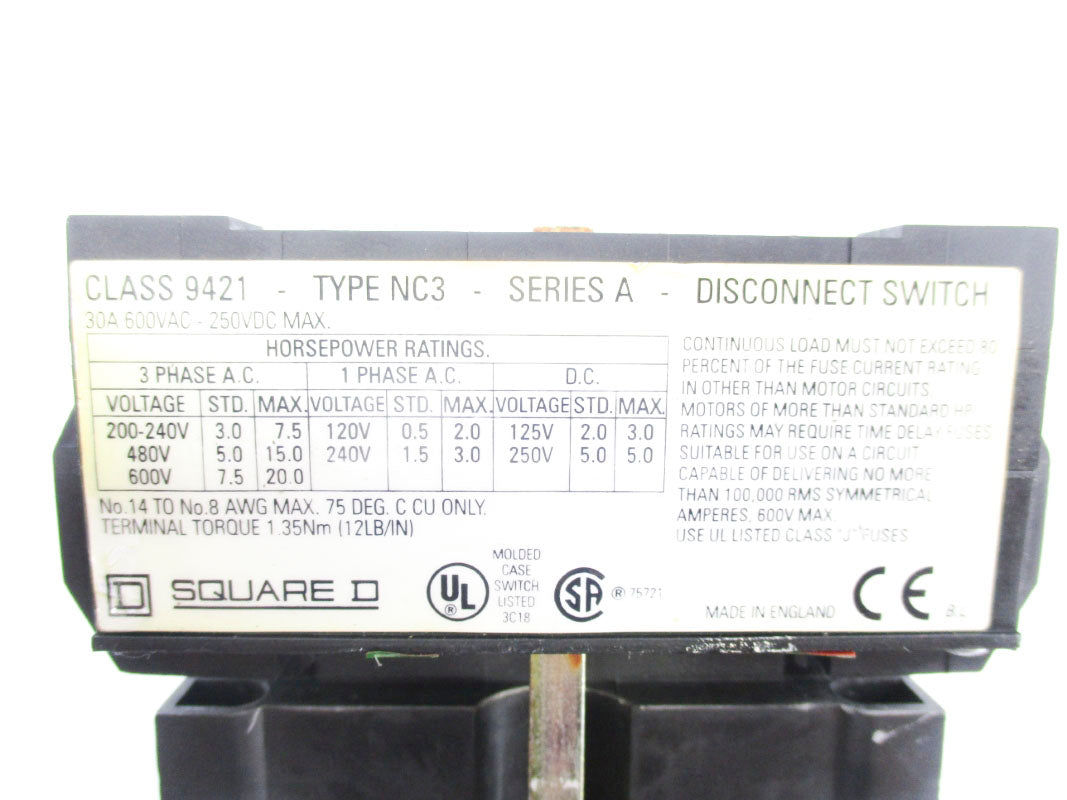 CLASS 9421 - TYPE NC3 - SERIES A - DISCONNECT SWITCH
30A 600VAC - 250VDC MAX.
HORSEPOWER RATINGS.
3 PHASE A.C. 1 PHASE A.C. D.C.
VOLTAGE STD. MAX. VOLTAGE STD. MAX. VOLTAGE STD. MAX.
200-240V 3.0 7.5 120V 0.5 2.0 125V 2.0 3.0
480V 5.0 15.0 240V 1.5 3.0 250V 5.0 5.0
600V 7.5 20.0
No.14 TO No.8 AWG MAX. 75 DEG. C CU ONLY.
TERMINAL TORQUE 1.35Nm (12LB/IN)
CONTINUOUS LOAD MUST NOT EXCEED 80
PERCENT OF THE FUSE CURRENT RATING
IN OTHER THAN MOTOR CIRCUITS
MOTORS OF MORE THAN STANDARD HP
RATINGS MAY REQUIRE TIME DELAY FUSES
SUITABLE FOR USE ON A CIRCUIT
CAPABLE OF DELIVERING NO MORE
THAN 100,000 RMS SYMMETRICAL
AMPERES, 600V MAX.
USE UL LISTED CLASS "J" FUSES
D SQUARE D
UL ®
MOLDED
CASE
SWITCH
LISTED
3C18
SA ® 75721
MADE IN ENGLAND
CE